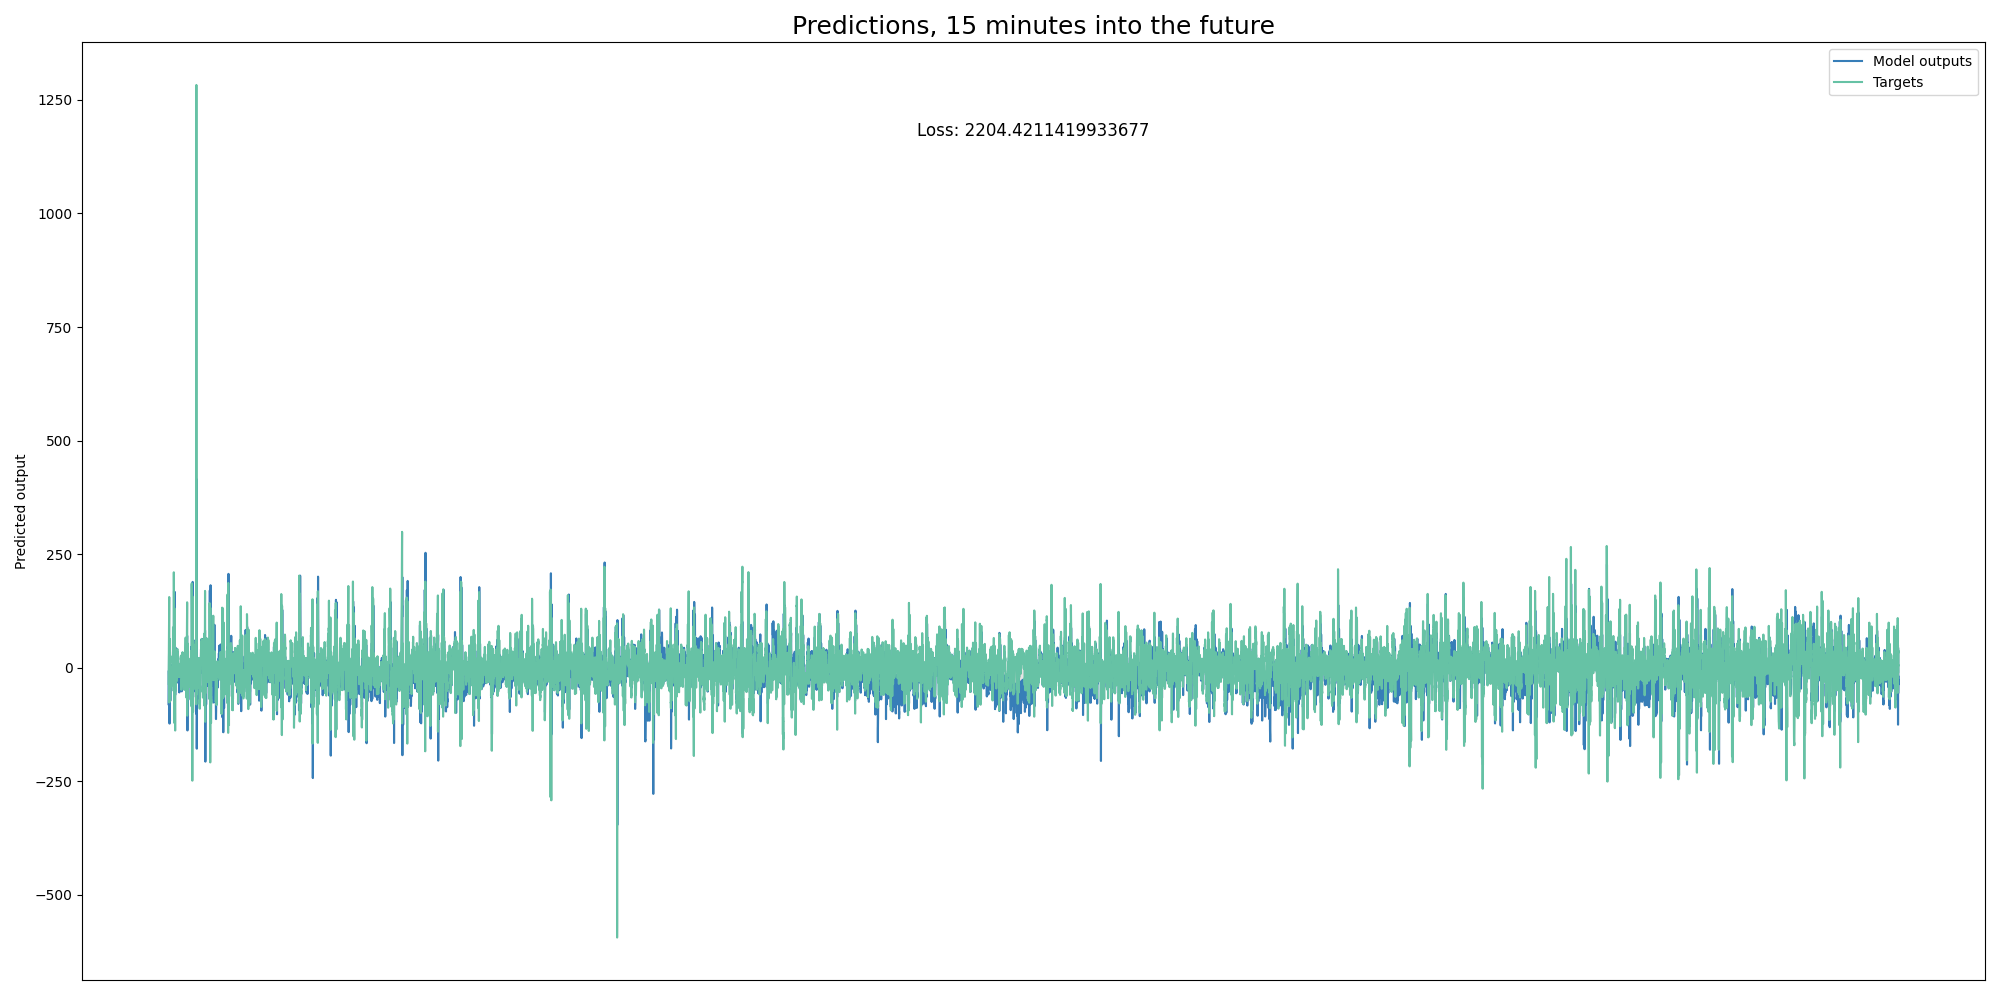 Predictions, 15 minutes into the future
Model outputs
Targets
Loss: 2204.4211419933677
Predicted output
1250
1000
750
500
250
0
−250
−500